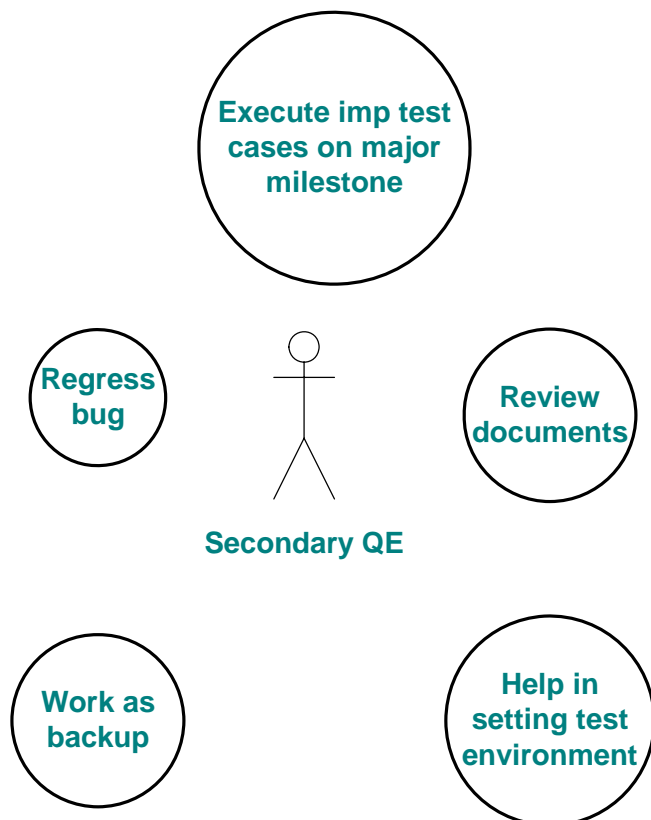 Execute imp test
cases on major
milestone
Regress
bug
Review
documents
Secondary QE
Work as
backup
Help in
setting test
environment